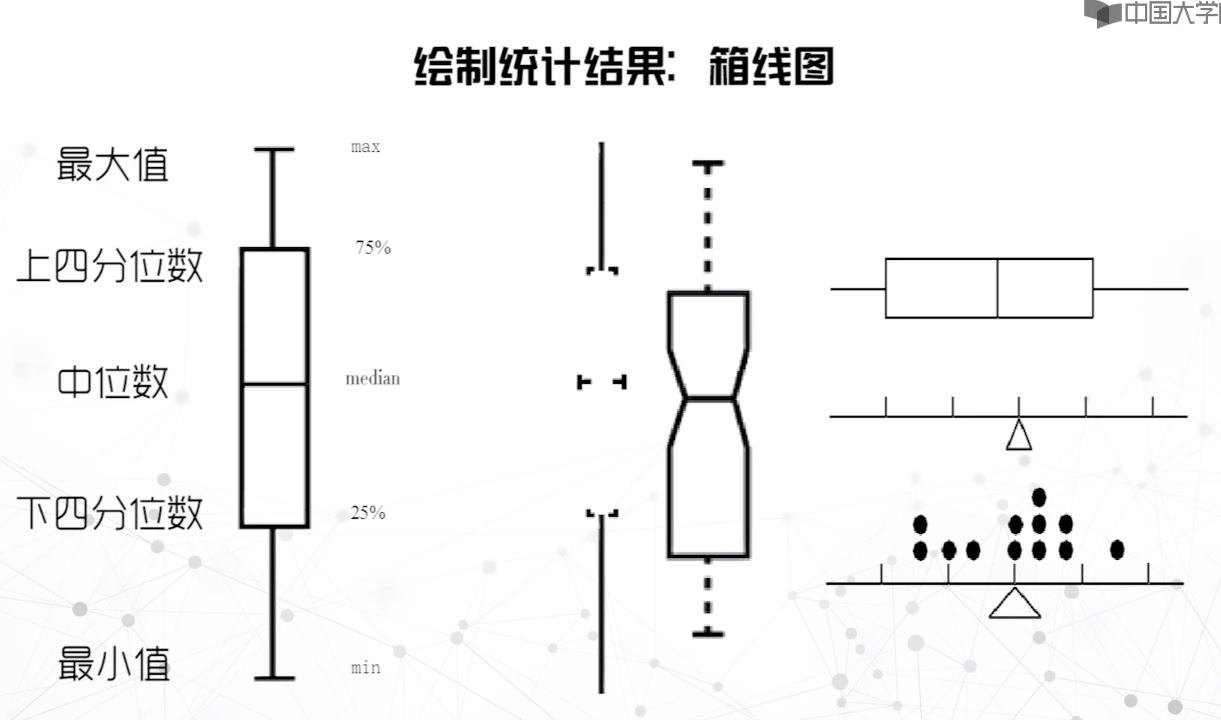 中国大学
绘制统计结果：箱线图
最大值
max
上四分位数
75%
中位数
median
下四分位数
25%
最小值
min